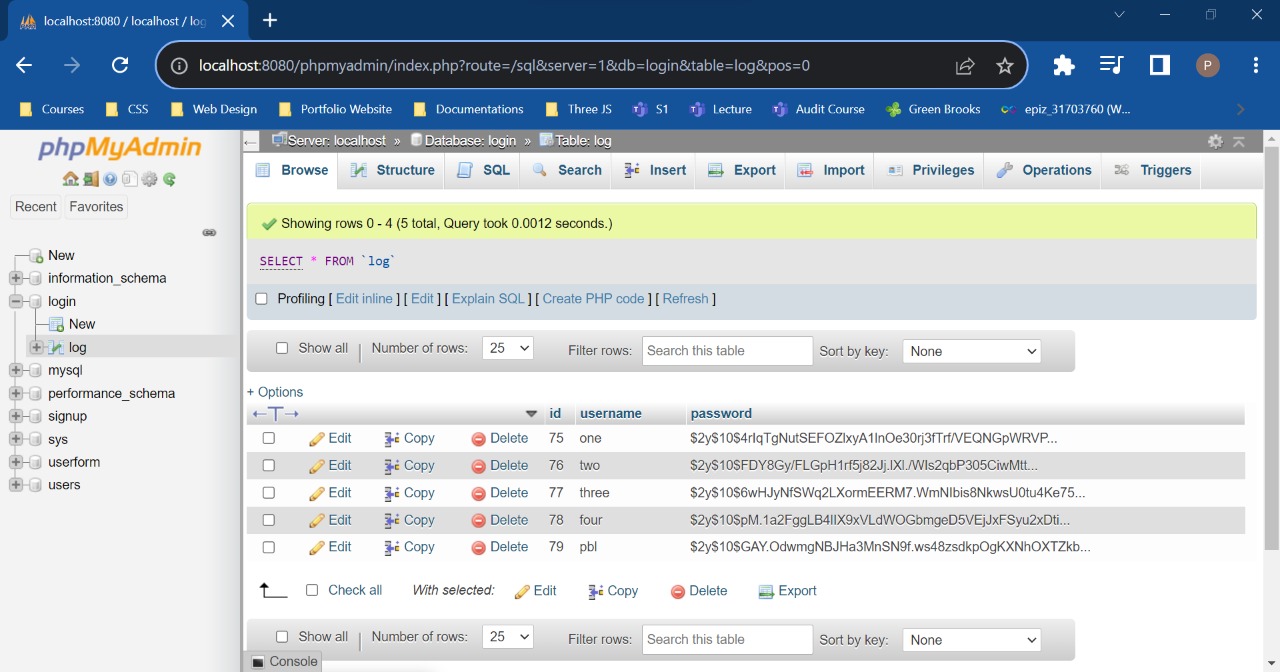 localhost:8080 / localhost / log
localhost:8080/phpmyadmin/index.php?route=/sql&server=1&db=login&table=log&pos=0
P
Courses CSS Web Design Portfolio Website Documentations Three JS S1 Lecture Audit Course Green Brooks epiz_31703760 (W...
phpMyAdmin
Recent Favorites
New
information_schema
login
New
log
mysql
performance_schema
signup
sys
userform
users
Server: localhost » Database: login » Table: log
Browse Structure SQL Search Insert Export Import Privileges Operations Triggers
Showing rows 0 - 4 (5 total, Query took 0.0012 seconds.)
SELECT * FROM `log`
Profiling [ Edit inline ] [ Edit ] [ Explain SQL ] [ Create PHP code ] [ Refresh ]
Show all Number of rows: 25 Filter rows: Search this table Sort by key: None
+ Options
←T→ id username password
Edit Copy Delete 75 one $2y$10$4rIqTgNutSEFOZlxyA1InOe30rj3fTrf/VEQNGpWRVP...
Edit Copy Delete 76 two $2y$10$FDY8Gy/FLGpH1rf5j82Jj.lXl./WIs2qbP305CiwMtt...
Edit Copy Delete 77 three $2y$10$6wHJyNfSWq2LXormEERM7.WmNIbis8NkwsU0tu4Ke75...
Edit Copy Delete 78 four $2y$10$pM.1a2FggLB4IIX9xVLdWOGbmgeD5VEjJxFSyu2xDti...
Edit Copy Delete 79 pbl $2y$10$GAY.OdwmgNBJHa3MnSN9f.ws48zsdkpOgKXNhOXTZkb...
Check all With selected: Edit Copy Delete Export
Show all Number of rows: 25 Filter rows: Search this table Sort by key: None
Console